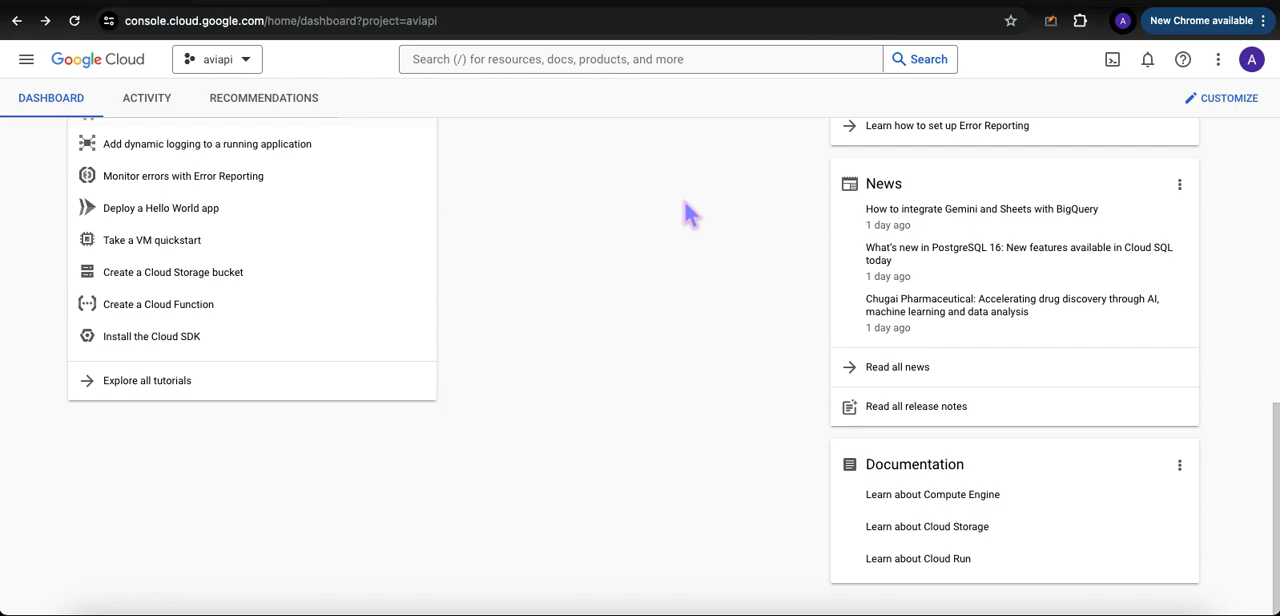 console.cloud.google.com/home/dashboard?project=aviapi
A
New Chrome available
Google Cloud
aviapi
Search (/) for resources, docs, products, and more
Search
A
DASHBOARD
ACTIVITY
RECOMMENDATIONS
CUSTOMIZE
Add dynamic logging to a running application
Monitor errors with Error Reporting
Deploy a Hello World app
Take a VM quickstart
Create a Cloud Storage bucket
Create a Cloud Function
Install the Cloud SDK
Explore all tutorials
Learn how to set up Error Reporting
News
How to integrate Gemini and Sheets with BigQuery
1 day ago
What's new in PostgreSQL 16: New features available in Cloud SQL
today
1 day ago
Chugai Pharmaceutical: Accelerating drug discovery through AI,
machine learning and data analysis
1 day ago
Read all news
Read all release notes
Documentation
Learn about Compute Engine
Learn about Cloud Storage
Learn about Cloud Run